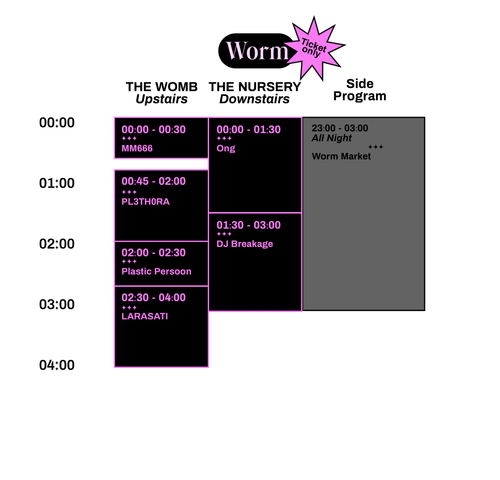 Worm
Ticket
only
THE WOMB
Upstairs
THE NURSERY
Downstairs
Side
Program
00:00
01:00
02:00
03:00
04:00
00:00 - 00:30
+++
MM666
00:45 - 02:00
+++
PL3TH0RA
02:00 - 02:30
+++
Plastic Persoon
02:30 - 04:00
+++
LARASATI
00:00 - 01:30
+++
Ong
01:30 - 03:00
+++
DJ Breakage
23:00 - 03:00
All Night
+++
Worm Market